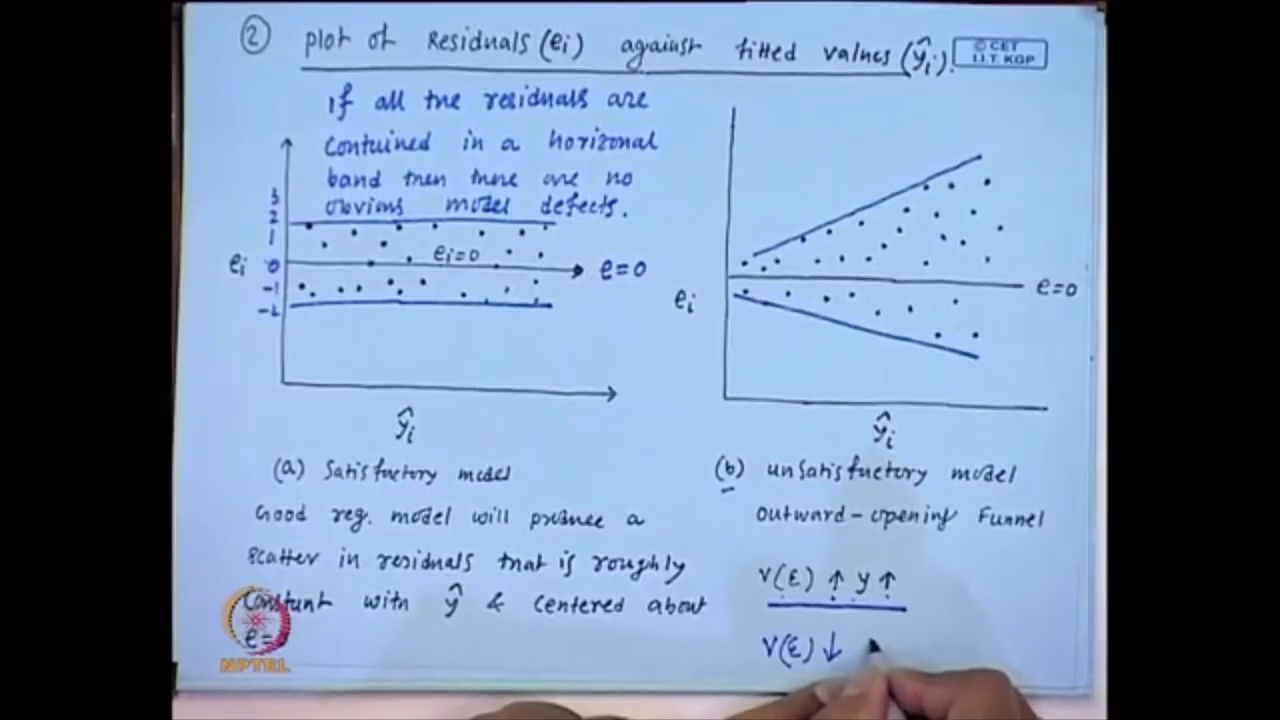 ② Plot of Residuals (ei) against fitted values (ŷi).
© CET
I.I.T. KGP
If all the residuals are
contained in a horizonal
band then there are no
obvious model defects.
3
2
1
0
-1
-2
ei
ei=0
e=0
ŷi
ei
e=0
ŷi
(a) Satisfactory model
Good reg. model will produce a
scatter in residuals that is roughly
constant with ŷ & centered about
e=
(b) unsatisfactory model
outward-opening Funnel
V(ε) ↑ y ↑
V(ε) ↓
NPTEL